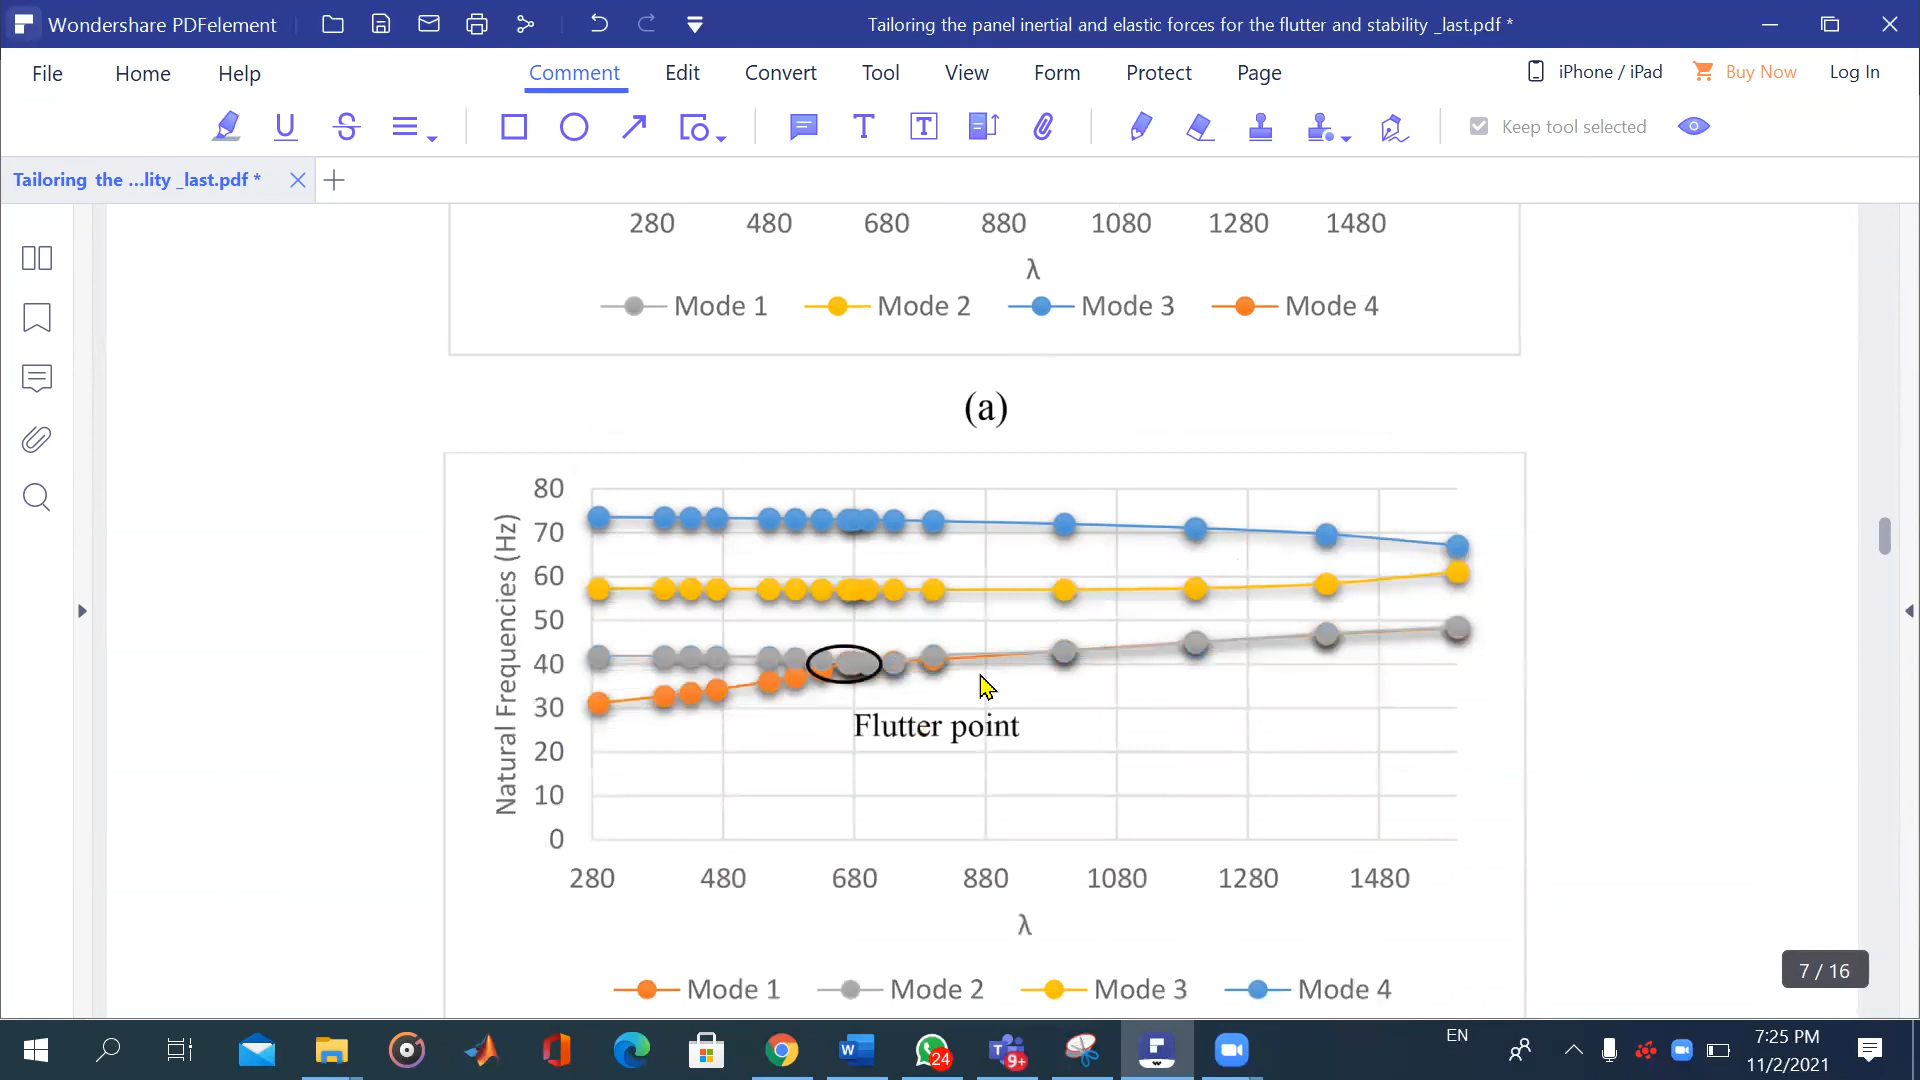 Wondershare PDFelement
Tailoring the panel inertial and elastic forces for the flutter and stability _last.pdf *
File Home Help Comment Edit Convert Tool View Form Protect Page iPhone / iPad Buy Now Log In
Keep tool selected
Tailoring the ...lity _last.pdf *
280 480 680 880 1080 1280 1480
λ
Mode 1 Mode 2 Mode 3 Mode 4
(a)
Natural Frequencies (Hz)
80
70
60
50
40
30
20
10
0
Flutter point
280 480 680 880 1080 1280 1480
λ
Mode 1 Mode 2 Mode 3 Mode 4
7 / 16
24
9+
EN
7:25 PM
11/2/2021